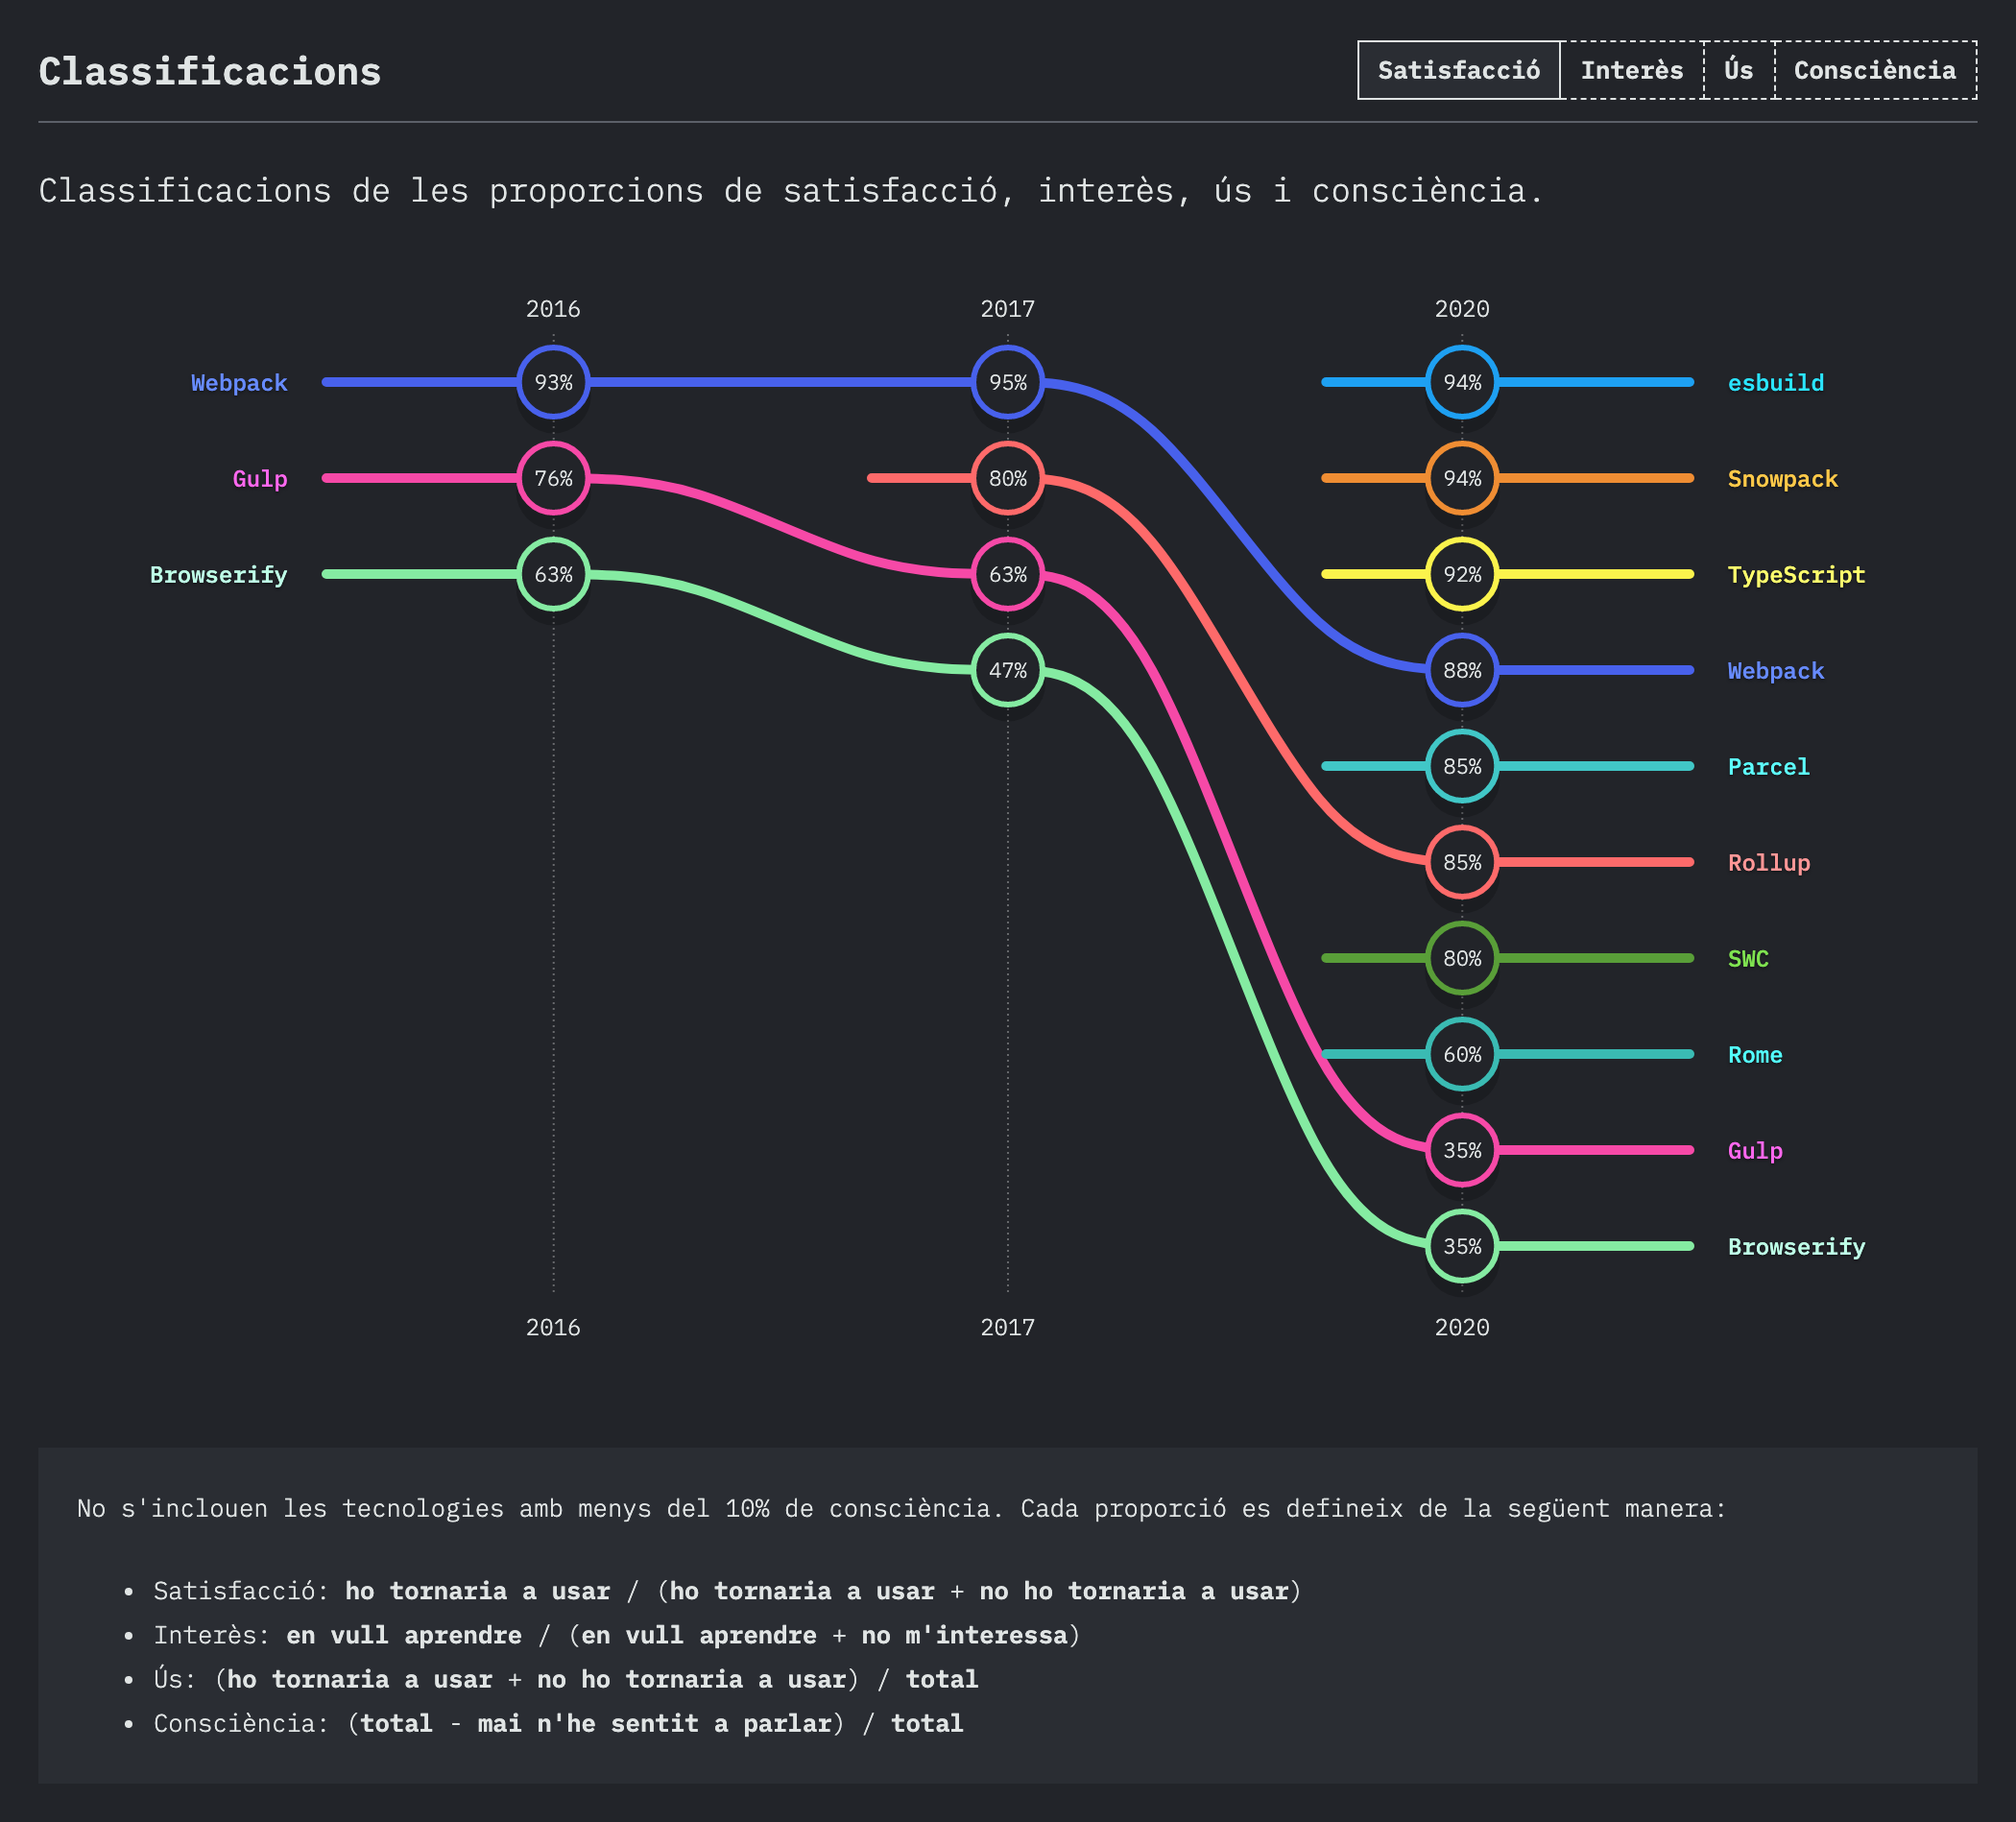 Classificacions
Satisfacció Interès Ús Consciència
Classificacions de les proporcions de satisfacció, interès, ús i consciència.
2016 2017 2020
Webpack 93% 95% 94% esbuild
Gulp 76% 80% 94% Snowpack
Browserify 63% 63% 92% TypeScript
47% 88% Webpack
85% Parcel
85% Rollup
80% SWC
60% Rome
35% Gulp
35% Browserify
2016 2017 2020
No s'inclouen les tecnologies amb menys del 10% de consciència. Cada proporció es defineix de la següent manera:
• Satisfacció: ho tornaria a usar / (ho tornaria a usar + no ho tornaria a usar)
• Interès: en vull aprendre / (en vull aprendre + no m'interessa)
• Ús: (ho tornaria a usar + no ho tornaria a usar) / total
• Consciència: (total - mai n'he sentit a parlar) / total